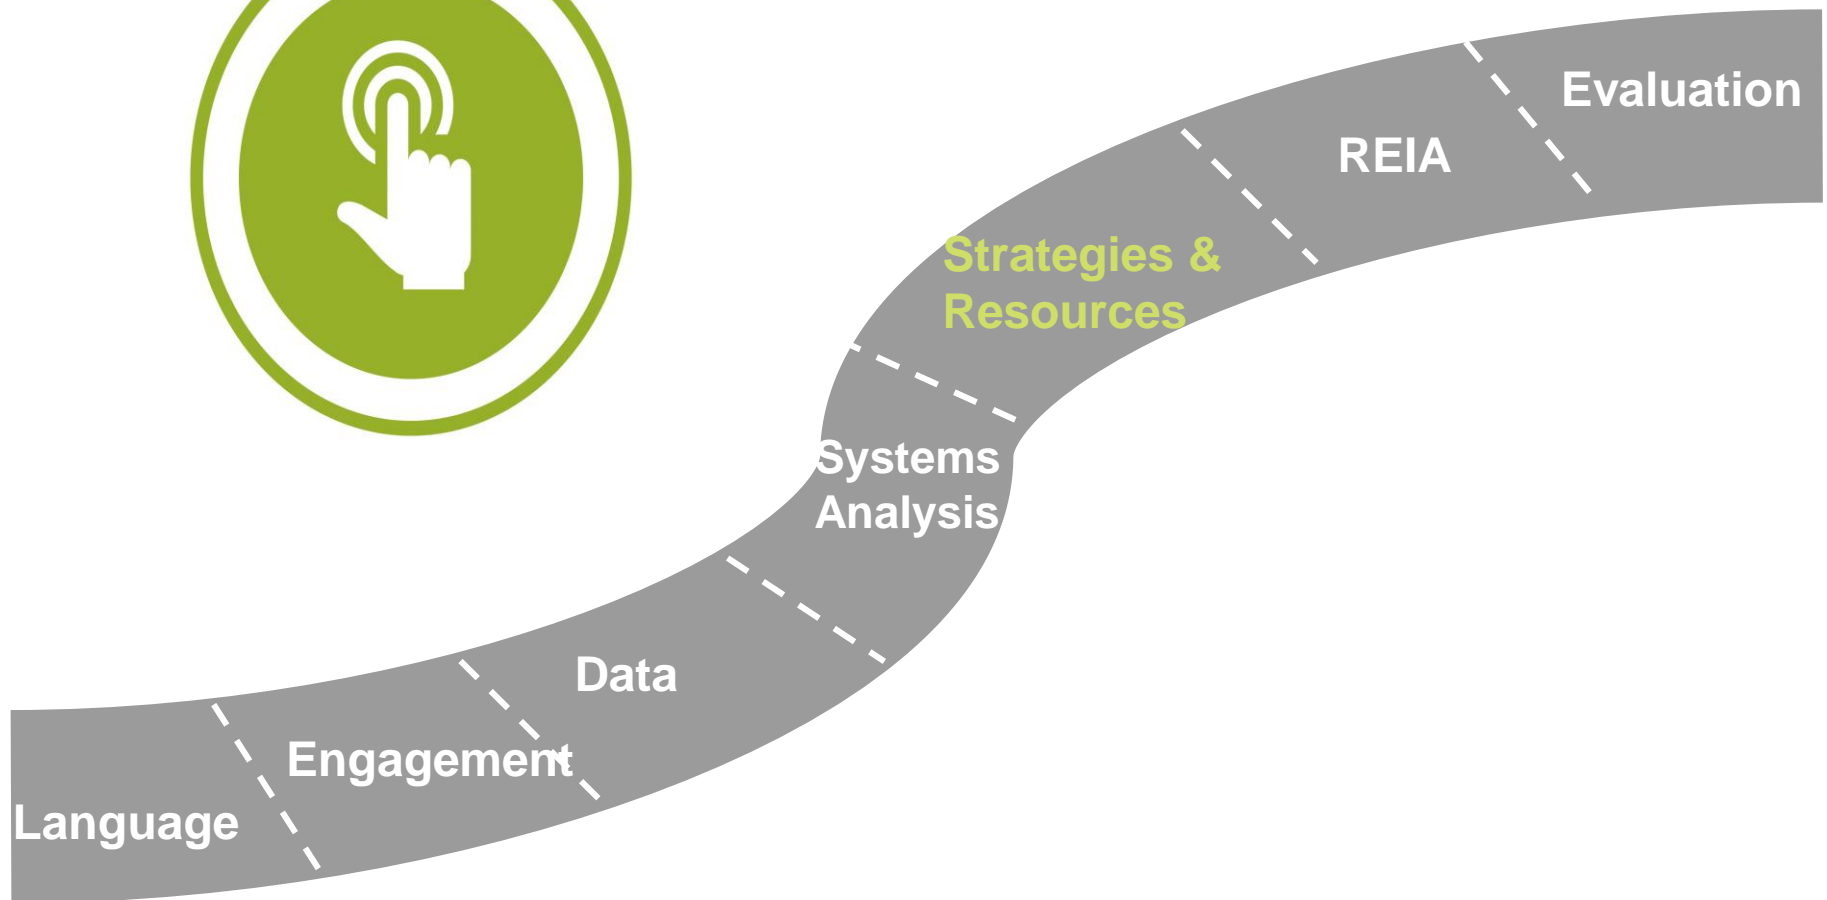 Evaluation
REIA
Strategies &
Resources
Systems
Analysis
Data
Engagement
Language